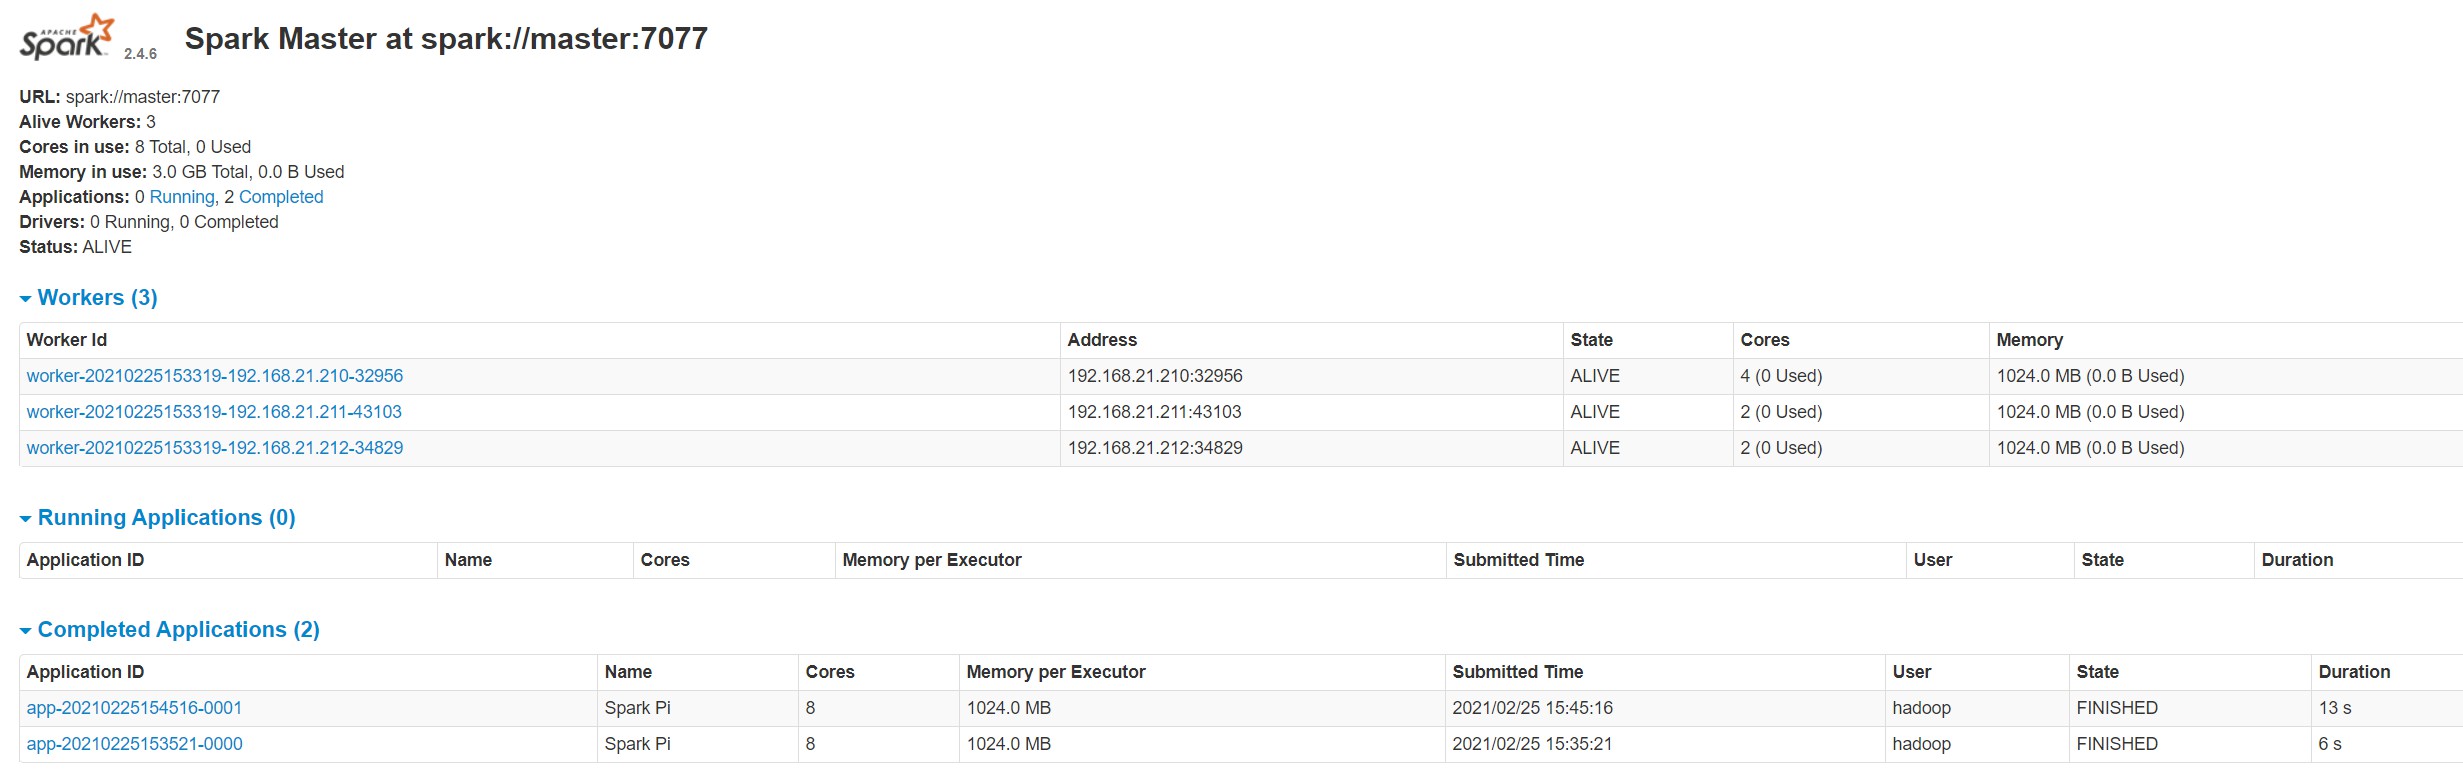 APACHE
Spark 2.4.6 Spark Master at spark://master:7077
URL: spark://master:7077
Alive Workers: 3
Cores in use: 8 Total, 0 Used
Memory in use: 3.0 GB Total, 0.0 B Used
Applications: 0 Running, 2 Completed
Drivers: 0 Running, 0 Completed
Status: ALIVE
Workers (3)
Worker Id Address State Cores Memory
worker-20210225153319-192.168.21.210-32956 192.168.21.210:32956 ALIVE 4 (0 Used) 1024.0 MB (0.0 B Used)
worker-20210225153319-192.168.21.211-43103 192.168.21.211:43103 ALIVE 2 (0 Used) 1024.0 MB (0.0 B Used)
worker-20210225153319-192.168.21.212-34829 192.168.21.212:34829 ALIVE 2 (0 Used) 1024.0 MB (0.0 B Used)
Running Applications (0)
Application ID Name Cores Memory per Executor Submitted Time User State Duration
Completed Applications (2)
Application ID Name Cores Memory per Executor Submitted Time User State Duration
app-20210225154516-0001 Spark Pi 8 1024.0 MB 2021/02/25 15:45:16 hadoop FINISHED 13 s
app-20210225153521-0000 Spark Pi 8 1024.0 MB 2021/02/25 15:35:21 hadoop FINISHED 6 s